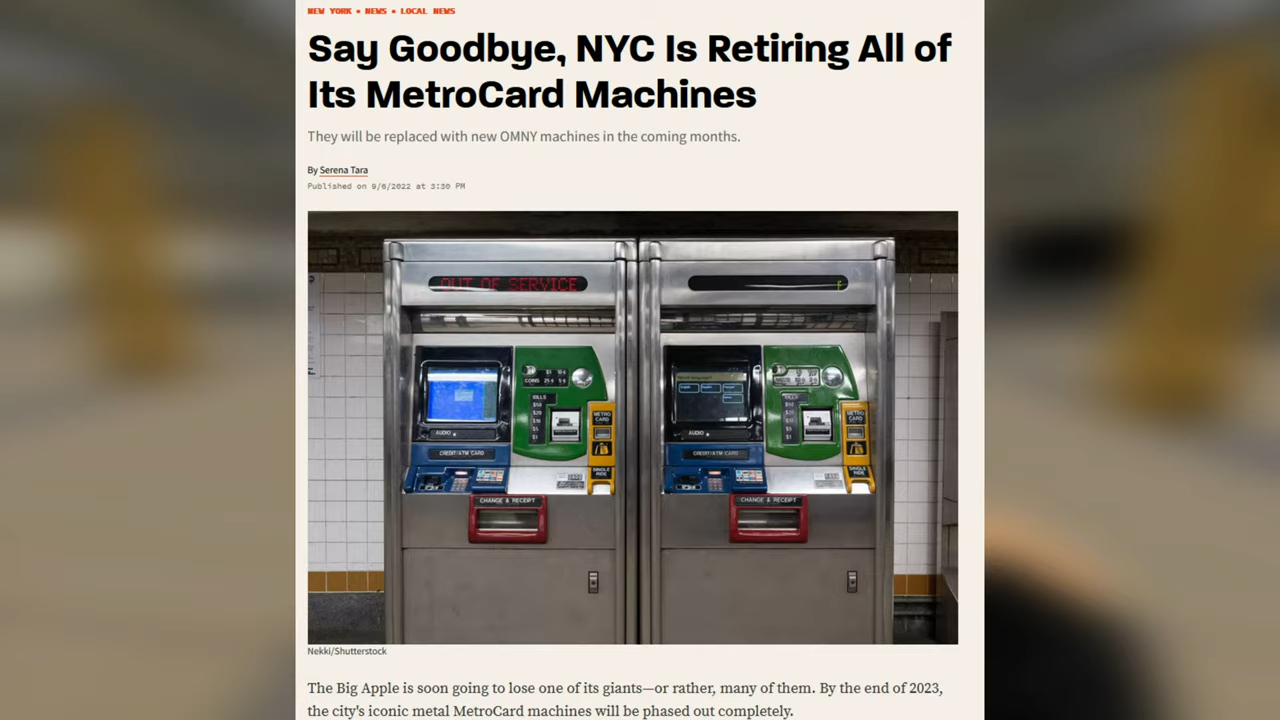 NEW YORK • NEWS • LOCAL NEWS
Say Goodbye, NYC Is Retiring All of
Its MetroCard Machines
They will be replaced with new OMNY machines in the coming months.
By Serena Tara
Published on 9/6/2022 at 3:30 PM
OUT OF SERVICE
COINS
BILLS
$20
$10
$5
$1
METRO
CARD
AUDIO
CREDIT/ATM CARD
SINGLE
RIDE
CHANGE & RECEIPT
BILLS
$20
$10
$5
$1
METRO
CARD
AUDIO
CREDIT/ATM CARD
SINGLE
RIDE
CHANGE & RECEIPT
Nekki/Shutterstock
The Big Apple is soon going to lose one of its giants—or rather, many of them. By the end of 2023,
the city's iconic metal MetroCard machines will be phased out completely.